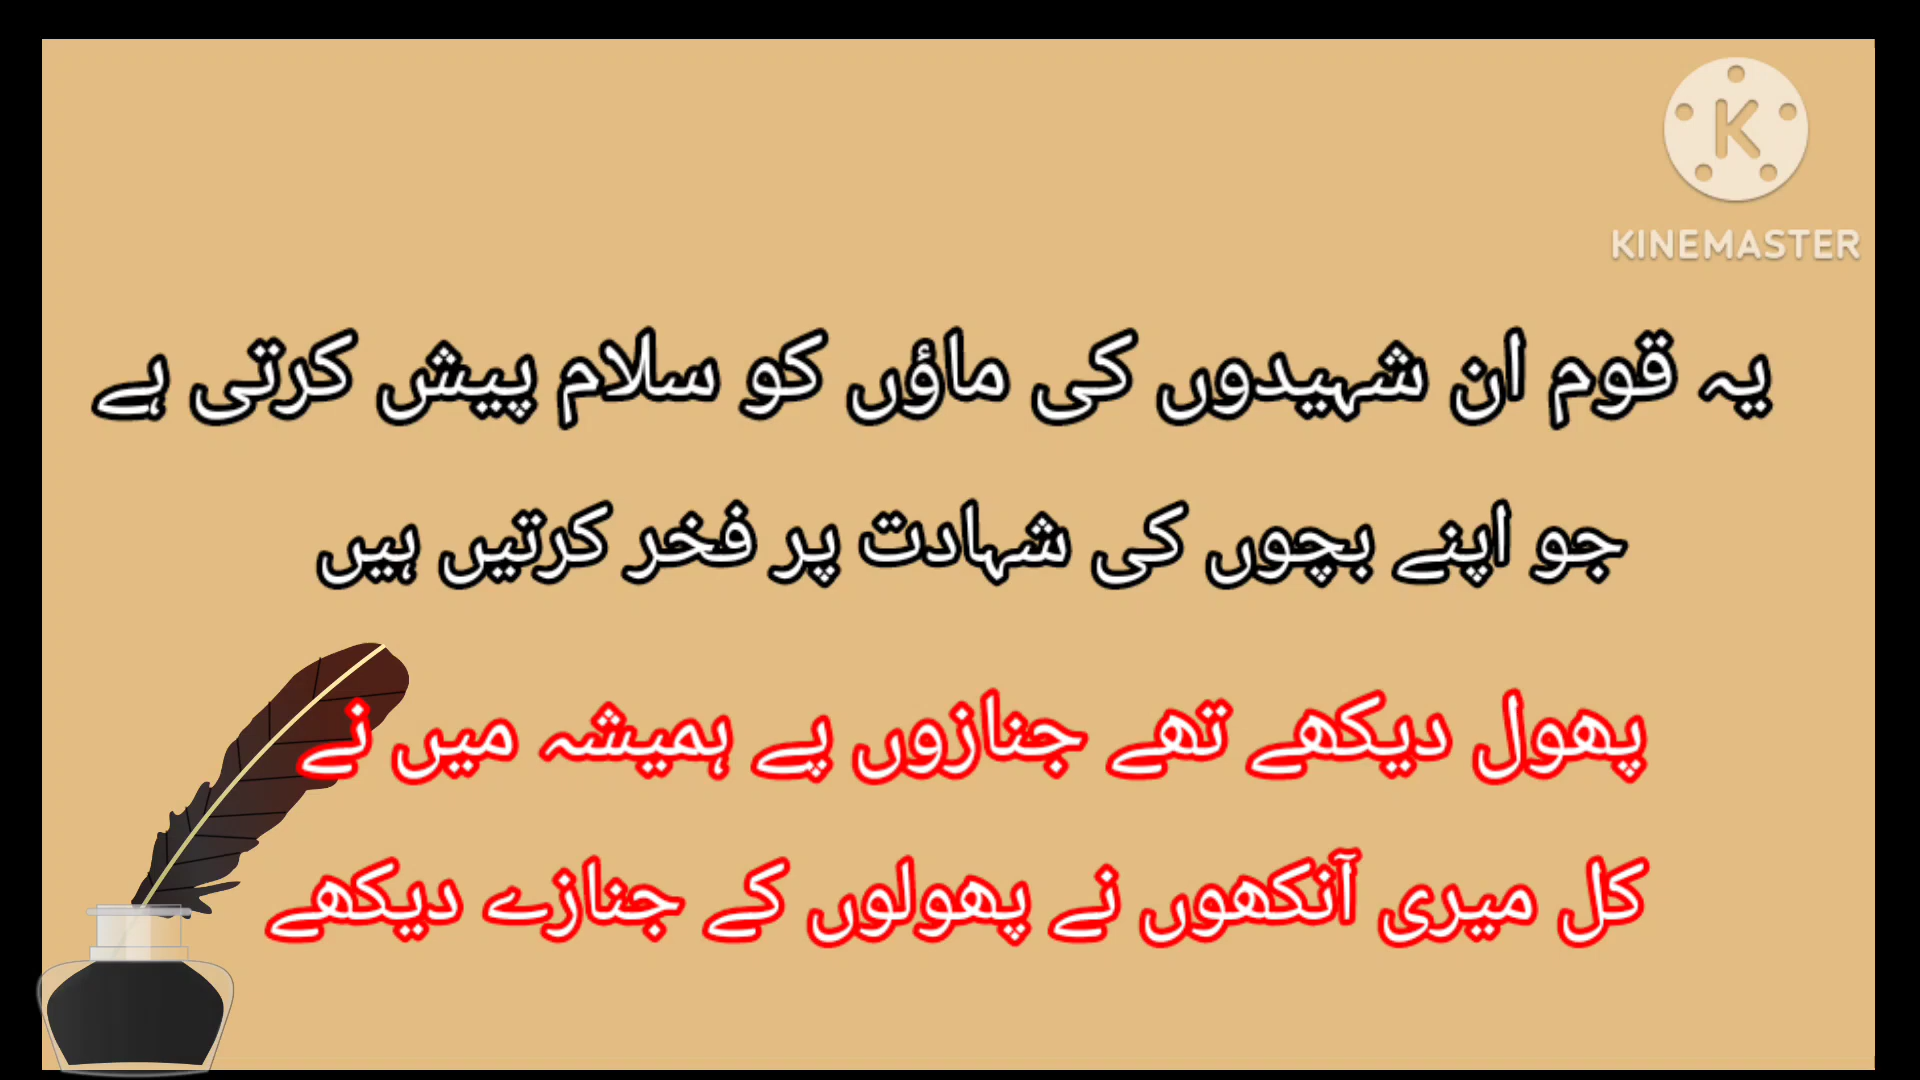 KINEMASTER
یہ قوم ان شہیدوں کی ماؤں کو سلام پیش کرتی ہے
جو اپنے بچوں کی شہادت پر فخر کرتیں ہیں
پھول دیکھے تھے جنازوں پے ہمیشہ میں نے
کل میری آنکھوں نے پھولوں کے جنازے دیکھے